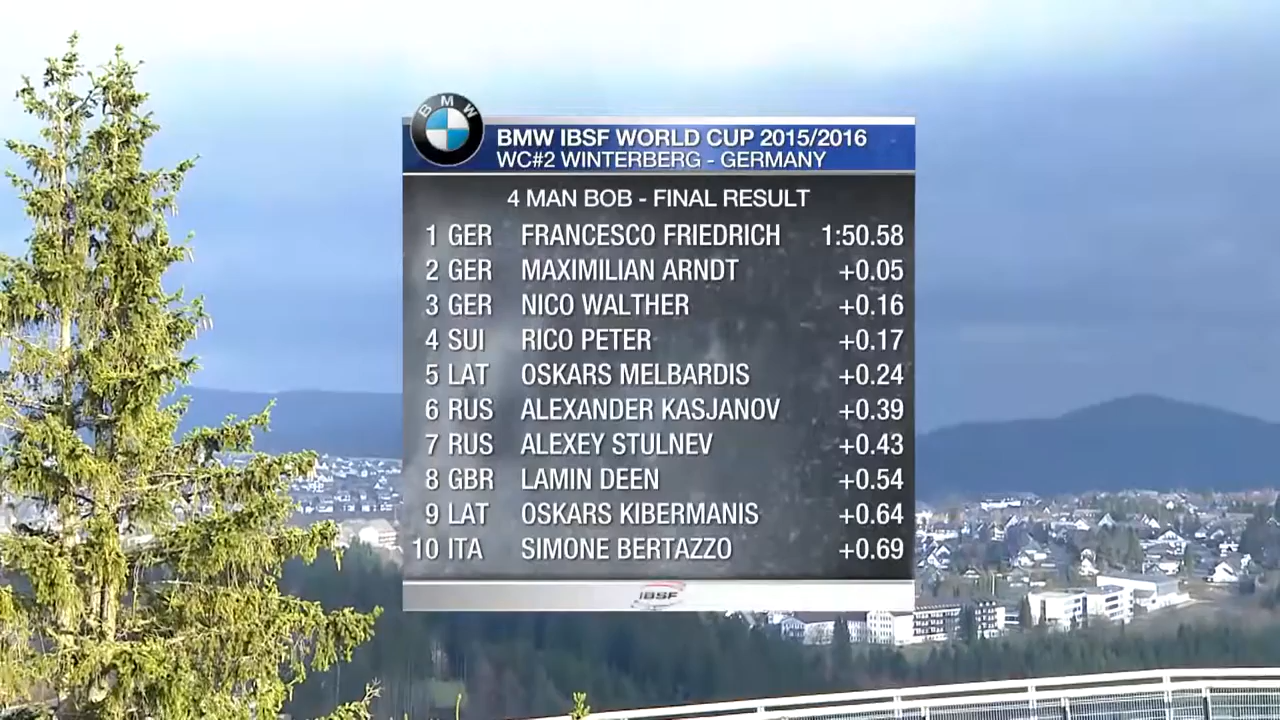 BMW
BMW IBSF WORLD CUP 2015/2016
WC#2 WINTERBERG - GERMANY
4 MAN BOB - FINAL RESULT
1 GER FRANCESCO FRIEDRICH 1:50.58
2 GER MAXIMILIAN ARNDT +0.05
3 GER NICO WALTHER +0.16
4 SUI RICO PETER +0.17
5 LAT OSKARS MELBARDIS +0.24
6 RUS ALEXANDER KASJANOV +0.39
7 RUS ALEXEY STULNEV +0.43
8 GBR LAMIN DEEN +0.54
9 LAT OSKARS KIBERMANIS +0.64
10 ITA SIMONE BERTAZZO +0.69
IBSF